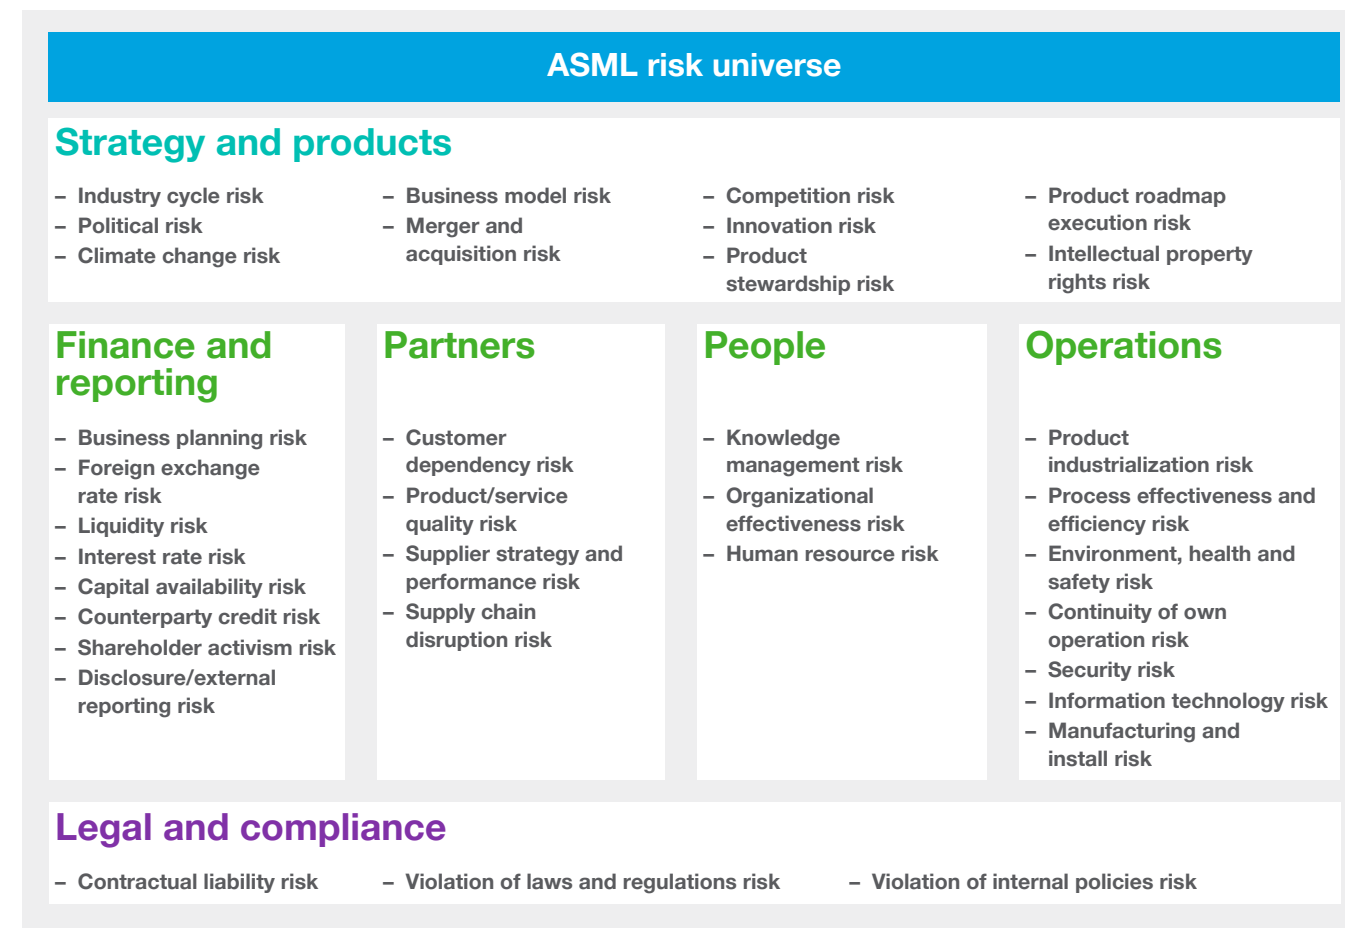 ASML risk universe
Strategy and products
– Industry cycle risk
– Political risk
– Climate change risk
– Business model risk
– Merger and
acquisition risk
– Competition risk
– Innovation risk
– Product
stewardship risk
– Product roadmap
execution risk
– Intellectual property
rights risk
Finance and
reporting
– Business planning risk
– Foreign exchange
rate risk
– Liquidity risk
– Interest rate risk
– Capital availability risk
– Counterparty credit risk
– Shareholder activism risk
– Disclosure/external
reporting risk
Partners
– Customer
dependency risk
– Product/service
quality risk
– Supplier strategy and
performance risk
– Supply chain
disruption risk
People
– Knowledge
management risk
– Organizational
effectiveness risk
– Human resource risk
Operations
– Product
industrialization risk
– Process effectiveness and
efficiency risk
– Environment, health and
safety risk
– Continuity of own
operation risk
– Security risk
– Information technology risk
– Manufacturing and
install risk
Legal and compliance
– Contractual liability risk
– Violation of laws and regulations risk
– Violation of internal policies risk